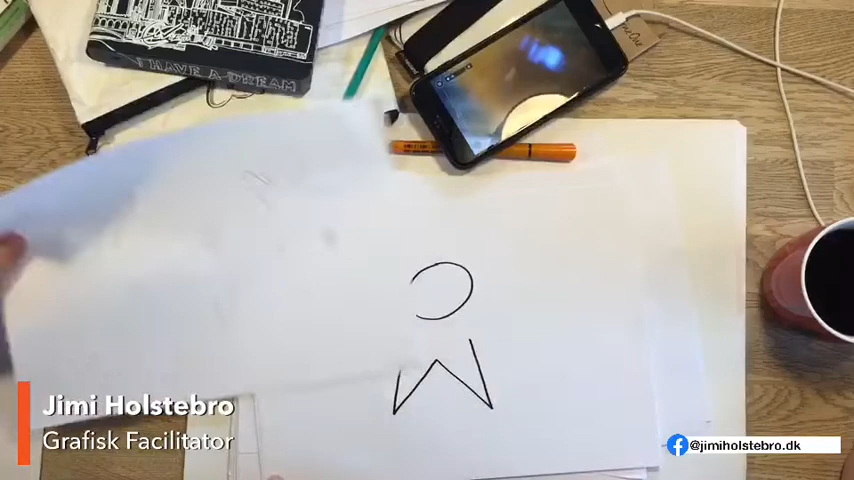 I HAVE A DREAM
Jimi Holstebro
Grafisk Facilitator
@jimiholstebro.dk